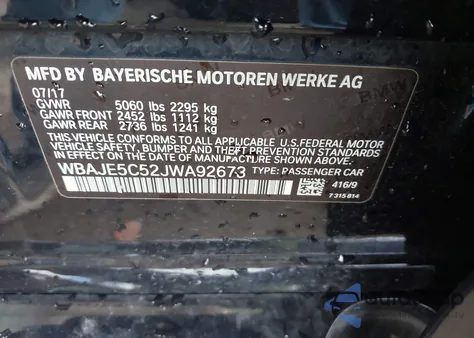 MFD BY BAYERISCHE MOTOREN WERKE AG
07/17
GVWR 5060 lbs 2295 kg
GAWR FRONT 2452 lbs 1112 kg
GAWR REAR 2736 lbs 1241 kg
THIS VEHICLE CONFORMS TO ALL APPLICABLE U.S.FEDERAL MOTOR
VEHICLE SAFETY, BUMPER, AND THEFT PREVENTION STANDARDS
IN EFFECT ON THE DATE OF MANUFACTURE SHOWN ABOVE.
WBAJE5C52JWA92673 TYPE: PASSENGER CAR
416/9
7 315 814